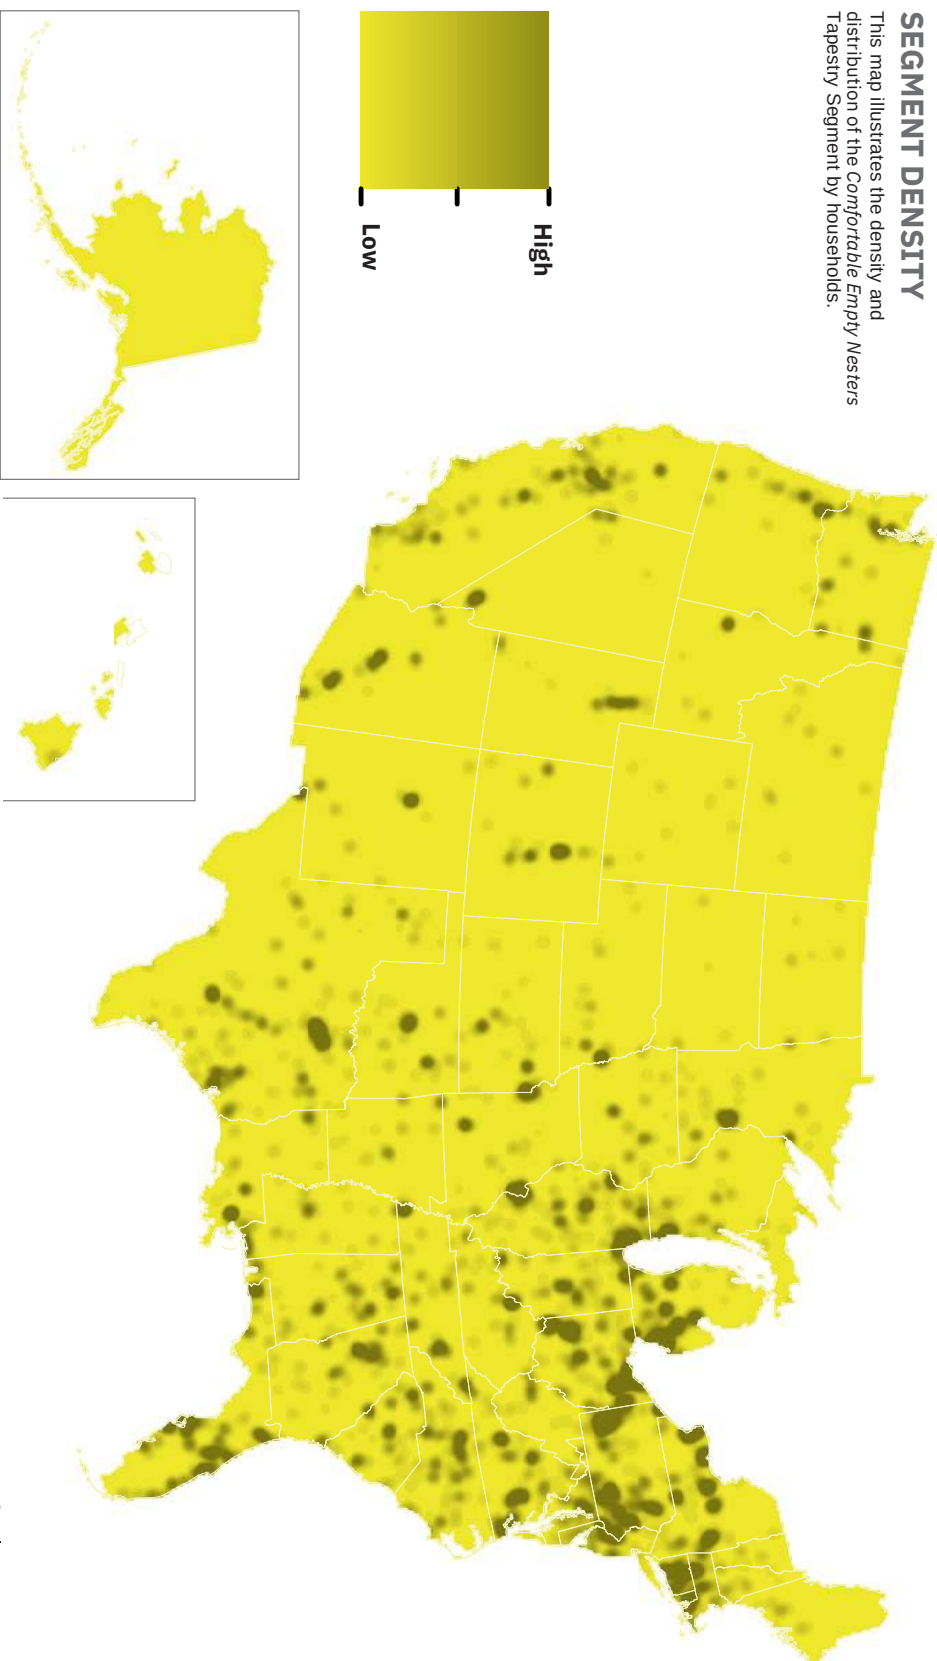 SEGMENT DENSITY
This map illustrates the density and
distribution of the Comfortable Empty Nesters
Tapestry Segment by households.
High
Low